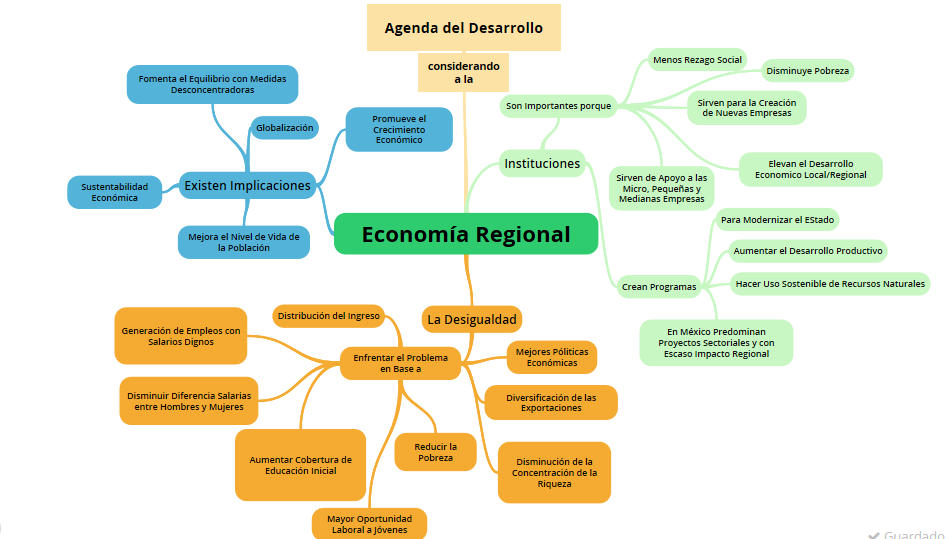 Agenda del Desarrollo
considerando
a la
Fomenta el Equilibrio con Medidas
Desconcentradoras
Globalización
Promueve el
Crecimiento
Económico
Sustentabilidad
Económica
Existen Implicaciones
Mejora el Nivel de Vida de
la Población
Economía Regional
Instituciones
Son Importantes porque
Menos Rezago Social
Disminuye Pobreza
Sirven para la Creación
de Nuevas Empresas
Elevan el Desarrollo
Economico Local/Regional
Sirven de Apoyo a las
Micro, Pequeñas y
Medianas Empresas
Crean Programas
Para Modernizar el EStado
Aumentar el Desarrollo Productivo
Hacer Uso Sostenible de Recursos Naturales
En México Predominan
Proyectos Sectoriales y con
Escaso Impacto Regional
La Desigualdad
Enfrentar el Problema
en Base a
Distribución del Ingreso
Generación de Empleos con
Salarios Dignos
Disminuir Diferencia Salarias
entre Hombres y Mujeres
Aumentar Cobertura de
Educación Inicial
Mayor Oportunidad
Laboral a Jóvenes
Reducir la
Pobreza
Mejores Póliticas
Económicas
Diversificación de las
Exportaciones
Disminución de la
Concentración de la
Riqueza
Guardado